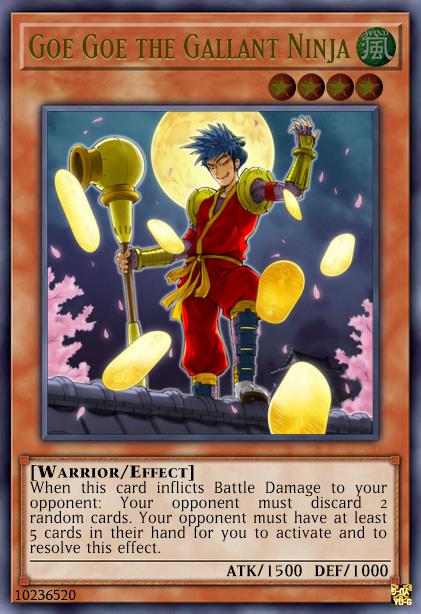 Goe Goe the Gallant Ninja
WIND
風
[Warrior/Effect]
When this card inflicts Battle Damage to your
opponent: Your opponent must discard 2
random cards. Your opponent must have at least
5 cards in their hand for you to activate and to
resolve this effect.
ATK/1500 DEF/1000
10236520